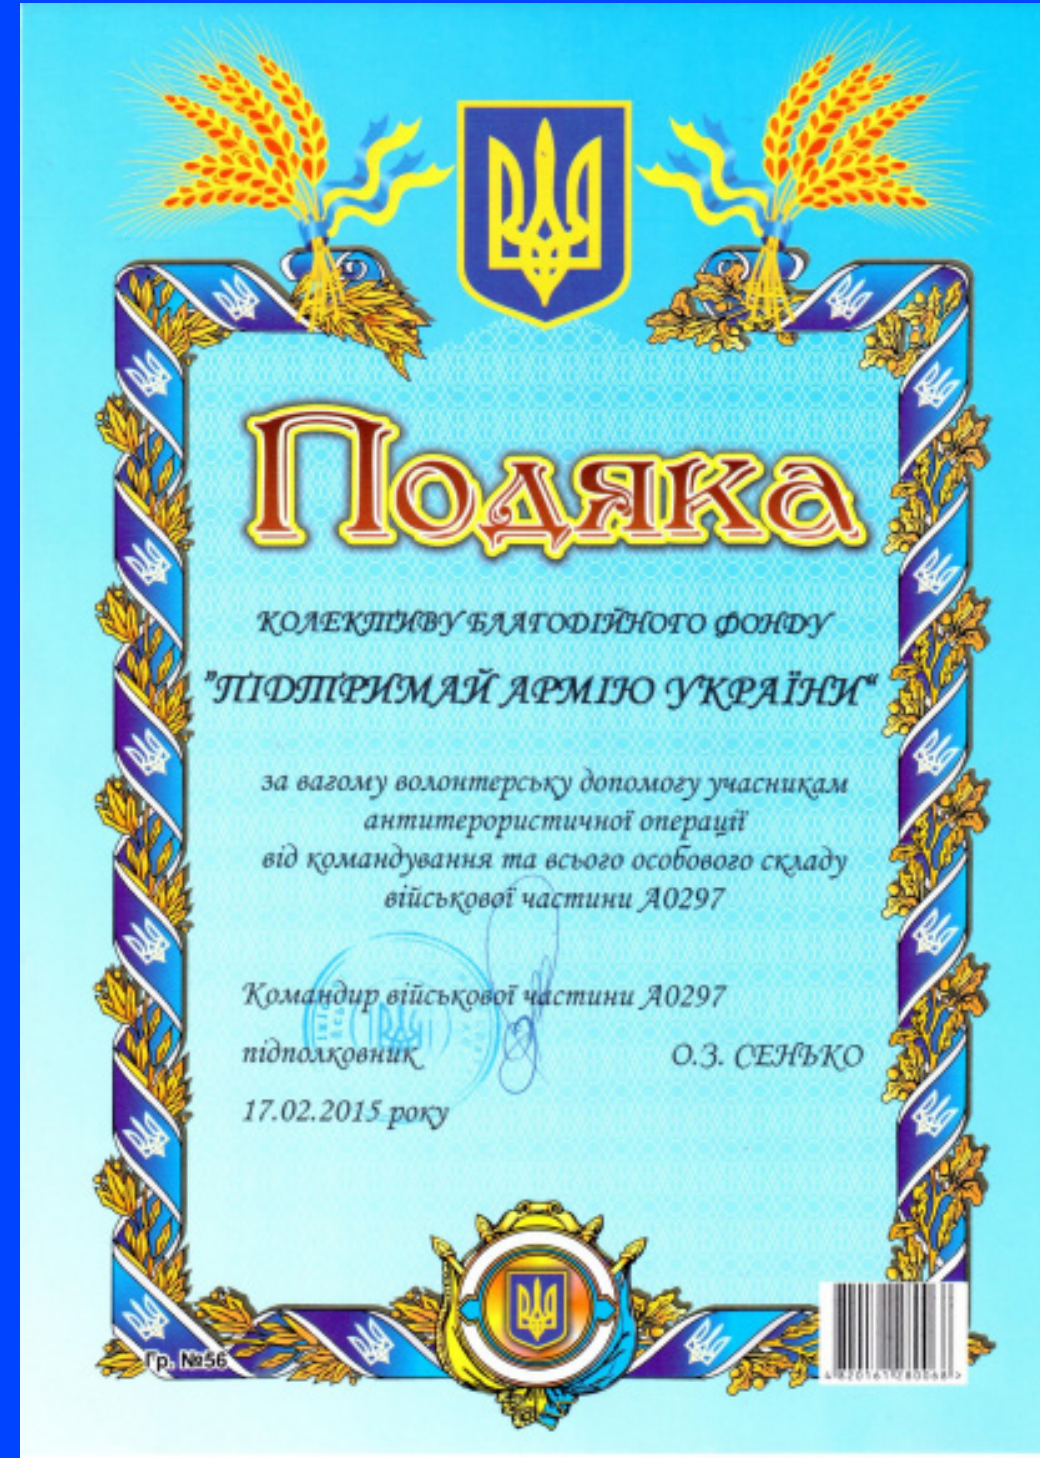 Подяка
КОЛЕКТИВУ БЛАГОДІЙНОГО ФОНДУ
"ПІДТРИМАЙ АРМІЮ УКРАЇНИ“
за вагому волонтерську допомогу учасникам
антитерористичної операції
від командування та всього особового складу
військової частини А0297
Командир військової частини А0297
підполковник О.З. СЕНЬКО
17.02.2015 року
Гр. №56
4820161280068 >